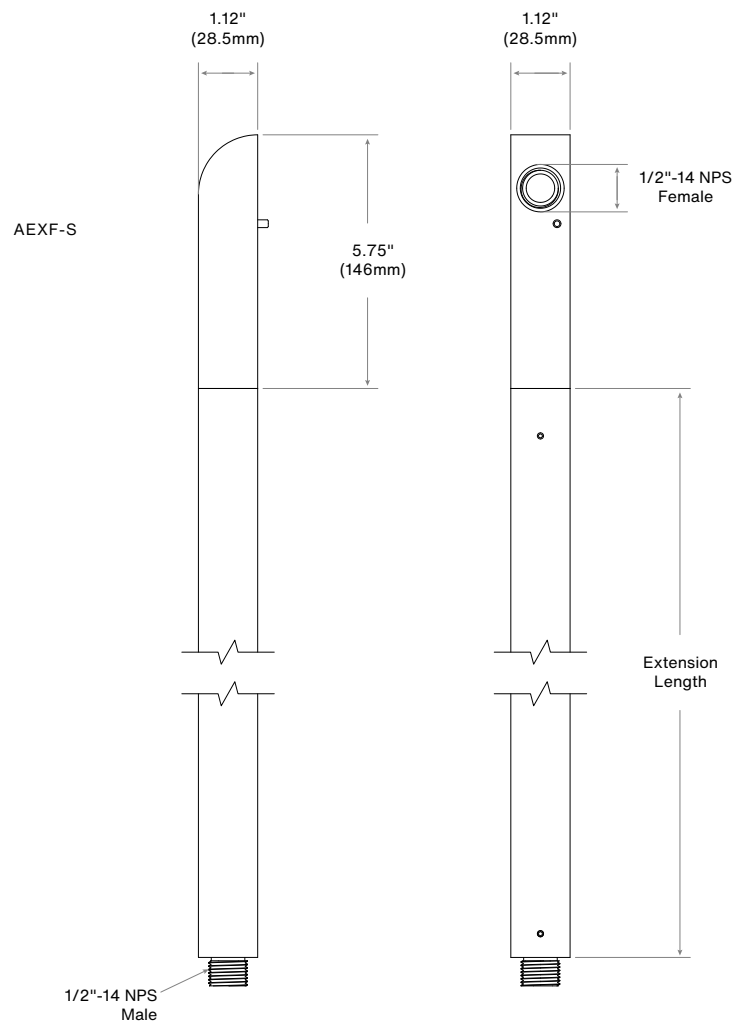 1.12"
(28.5mm)
1.12"
(28.5mm)
1/2"-14 NPS
Female
AEXF-S
5.75"
(146mm)
Extension
Length
1/2"-14 NPS
Male